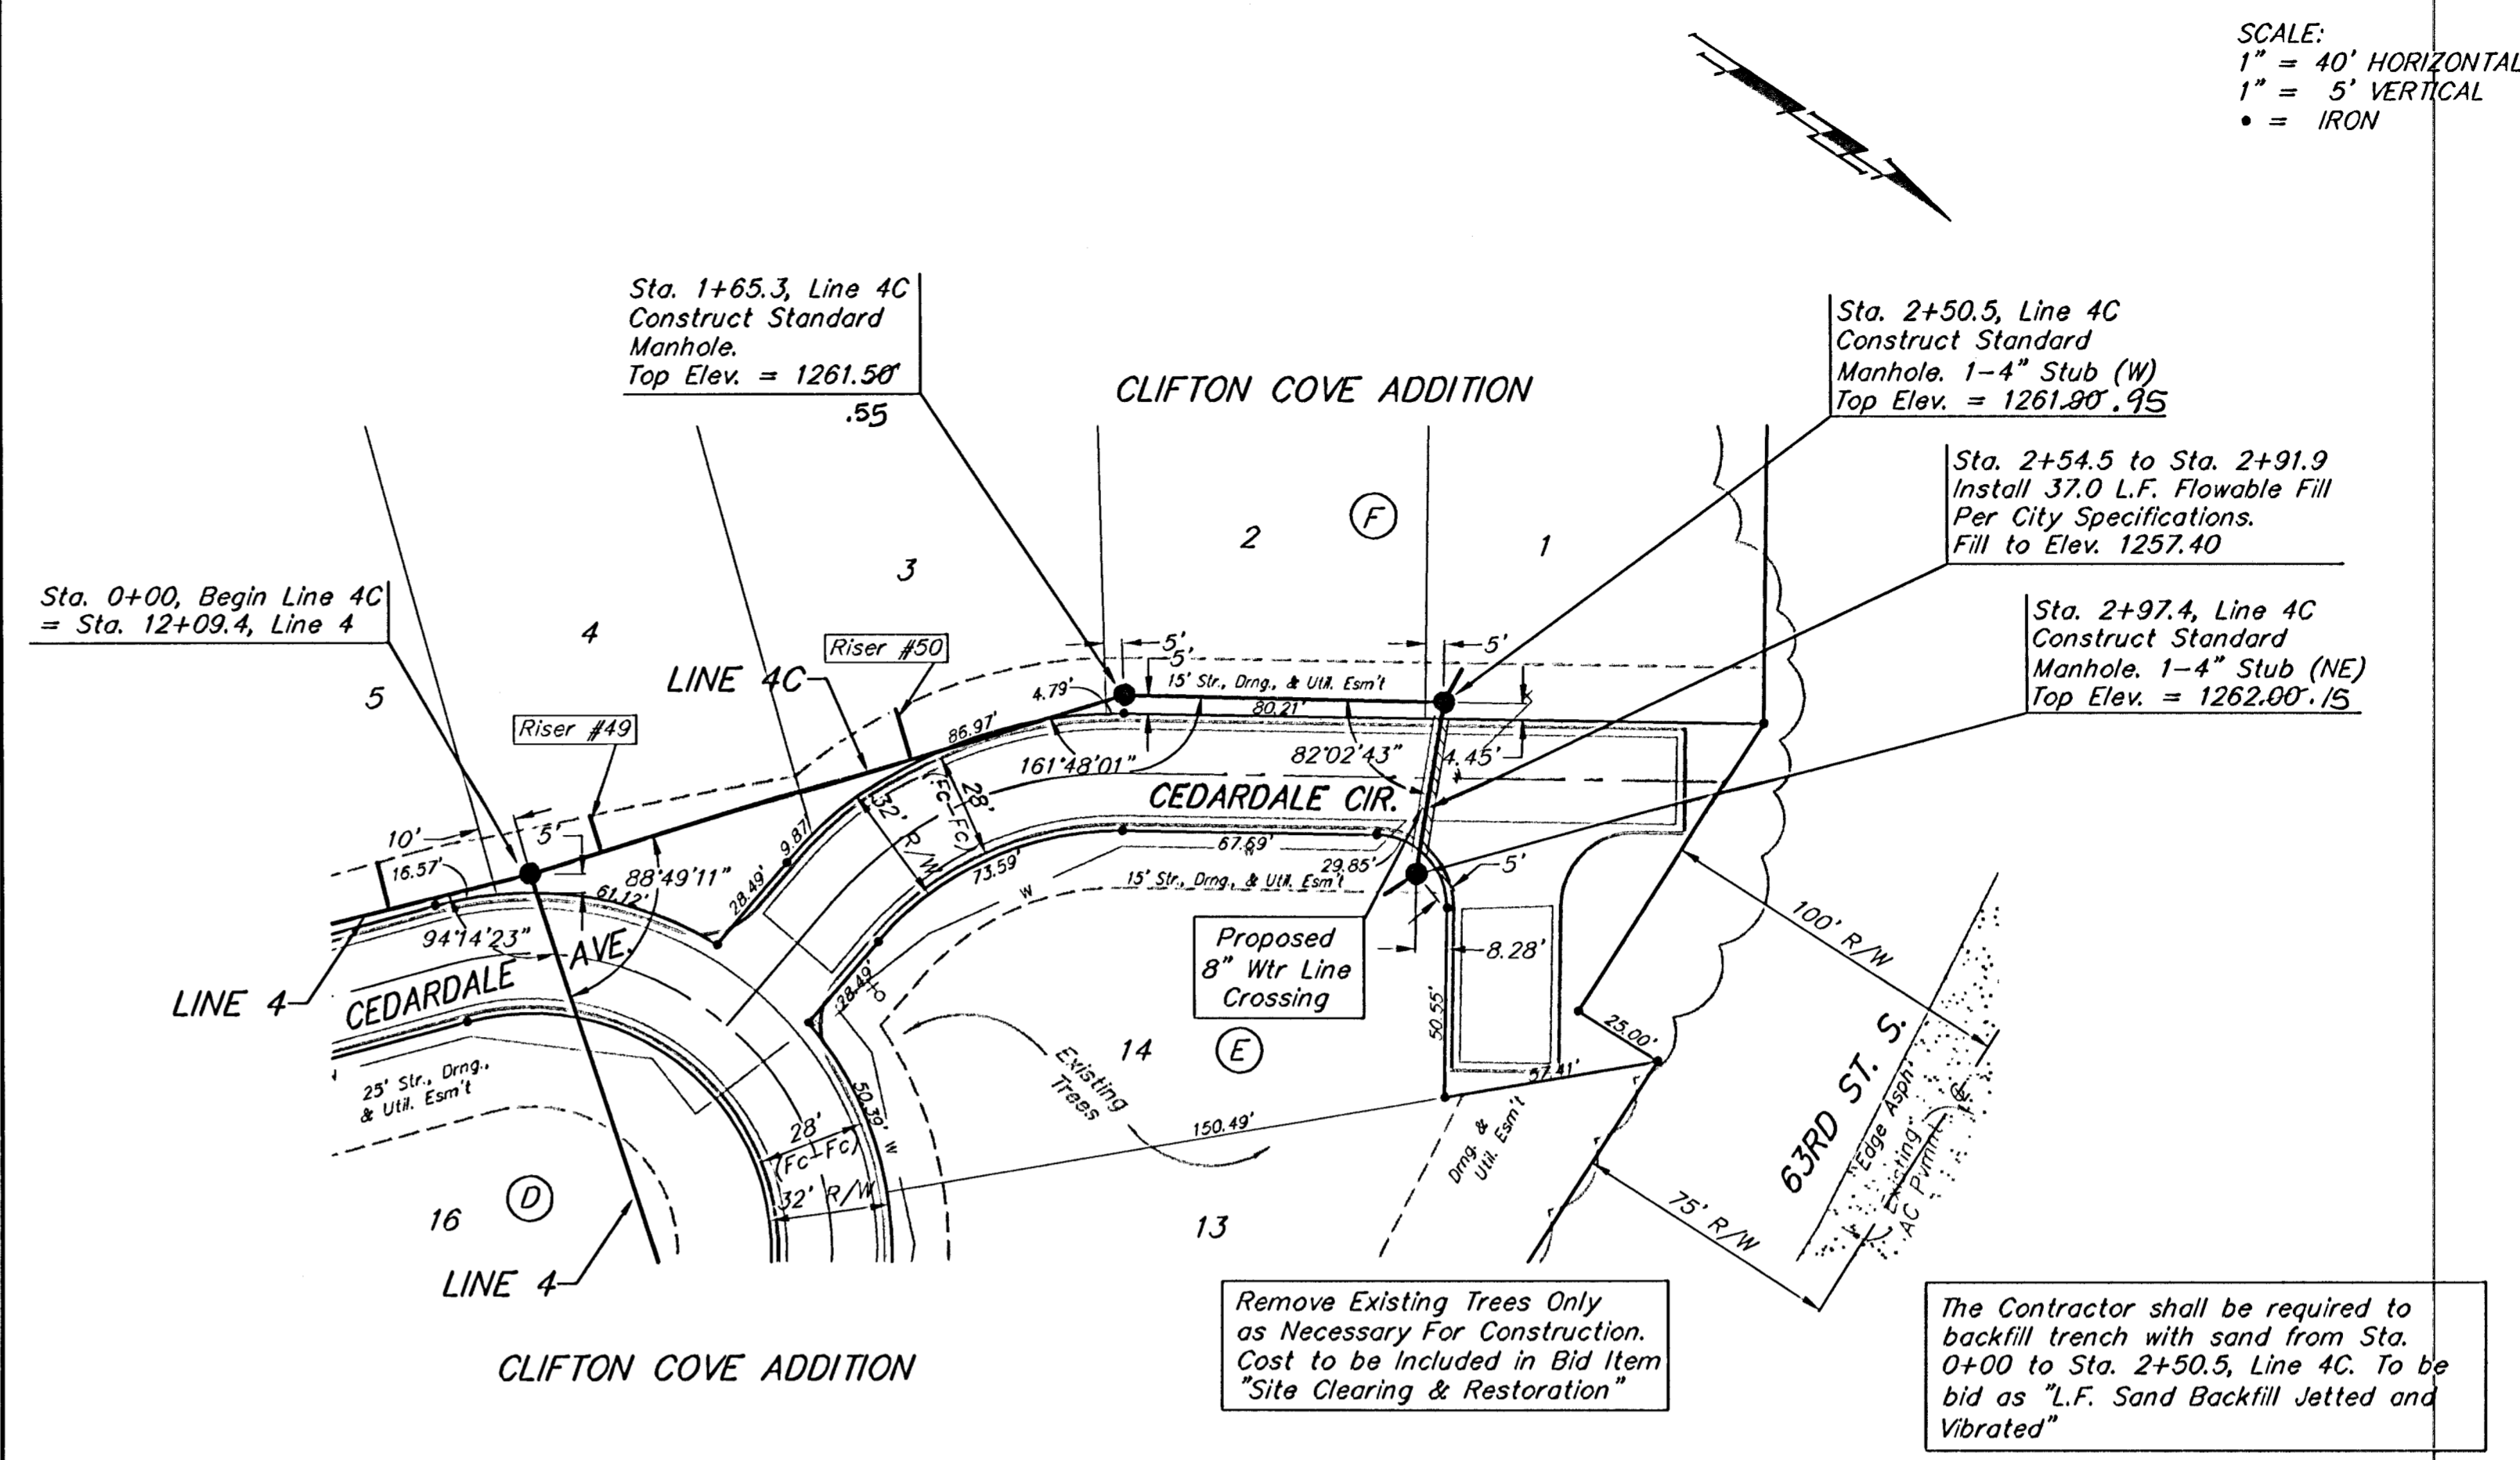 SCALE:
1" = 40' HORIZONTAL
1" = 5' VERTICAL
• = IRON
Sta. 1+65.3, Line 4C
Construct Standard
Manhole.
Top Elev. = 1261.50
.55
CLIFTON COVE ADDITION
Sta. 2+50.5, Line 4C
Construct Standard
Manhole. 1-4" Stub (W)
Top Elev. = 1261.90 .95
Sta. 2+54.5 to Sta. 2+91.9
Install 37.0 L.F. Flowable Fill
Per City Specifications.
Fill to Elev. 1257.40
Sta. 2+97.4, Line 4C
Construct Standard
Manhole. 1-4" Stub (NE)
Top Elev. = 1262.00 .15
Sta. 0+00, Begin Line 4C
= Sta. 12+09.4, Line 4
5
4
3
2
F
1
Riser #50
LINE 4C
Riser #49
5'
5'
5'
4.79'
15' Str., Drng., & Util. Esm't
80.21'
86.97'
161°48'01"
82°02'43"
4.45'
CEDARDALE CIR.
28'
(Fc-Fc)
32' R/W
9.87'
28.49'
73.59'
67.69'
W
29.85'
15' Str., Drng., & Util. Esm't
W
5'
10'
5'
16.57'
88°49'11"
61.12'
94°14'23"
CEDARDALE AVE.
LINE 4
28.49'
Proposed
8" Wtr Line
Crossing
8.28'
50.55'
100' R/W
25.00'
57.41'
14
E
Existing
Trees
63RD ST. S.
Edge Asph
Existing
AC Pvmnt
25' Str., Drng.,
& Util. Esm't
50.39'
W
28'
(Fc-Fc)
32' R/W
150.49'
Drng. &
Util. Esm't
75' R/W
16
D
13
LINE 4
CLIFTON COVE ADDITION
Remove Existing Trees Only
as Necessary For Construction.
Cost to be Included in Bid Item
"Site Clearing & Restoration"
The Contractor shall be required to
backfill trench with sand from Sta.
0+00 to Sta. 2+50.5, Line 4C. To be
bid as "L.F. Sand Backfill Jetted and
Vibrated"